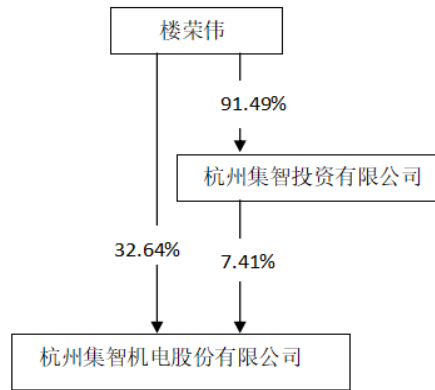 楼荣伟
91.49%
杭州集智投资有限公司
32.64%
7.41%
杭州集智机电股份有限公司